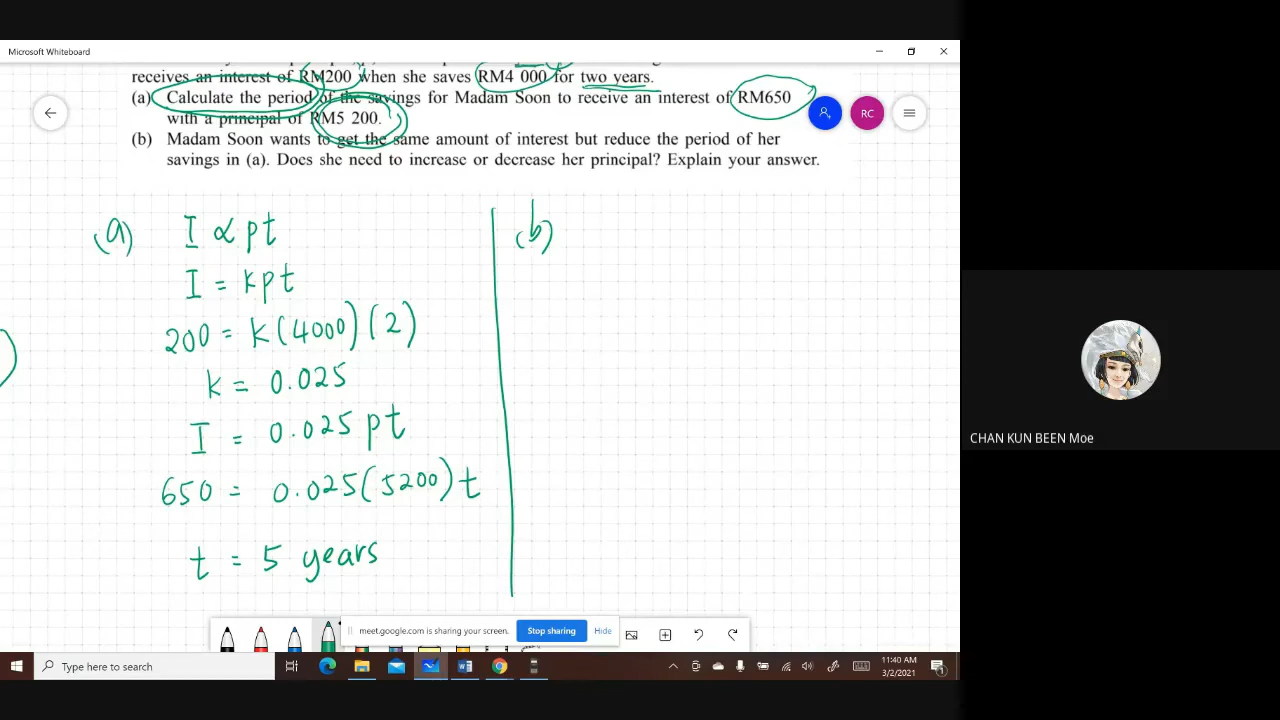 Microsoft Whiteboard
receives an interest of RM200 when she saves RM4 000 for two years.
(a) Calculate the period of the savings for Madam Soon to receive an interest of RM650
with a principal of RM5 200.
(b) Madam Soon wants to get the same amount of interest but reduce the period of her
savings in (a). Does she need to increase or decrease her principal? Explain your answer.
RC
(a) I ∝ pt
I = kpt
200 = k(4000)(2)
k = 0.025
I = 0.025 pt
650 = 0.025(5200)t
t = 5 years
(b)
CHAN KUN BEEN Moe
meet.google.com is sharing your screen. Stop sharing Hide
Type here to search
11:40 AM
3/2/2021